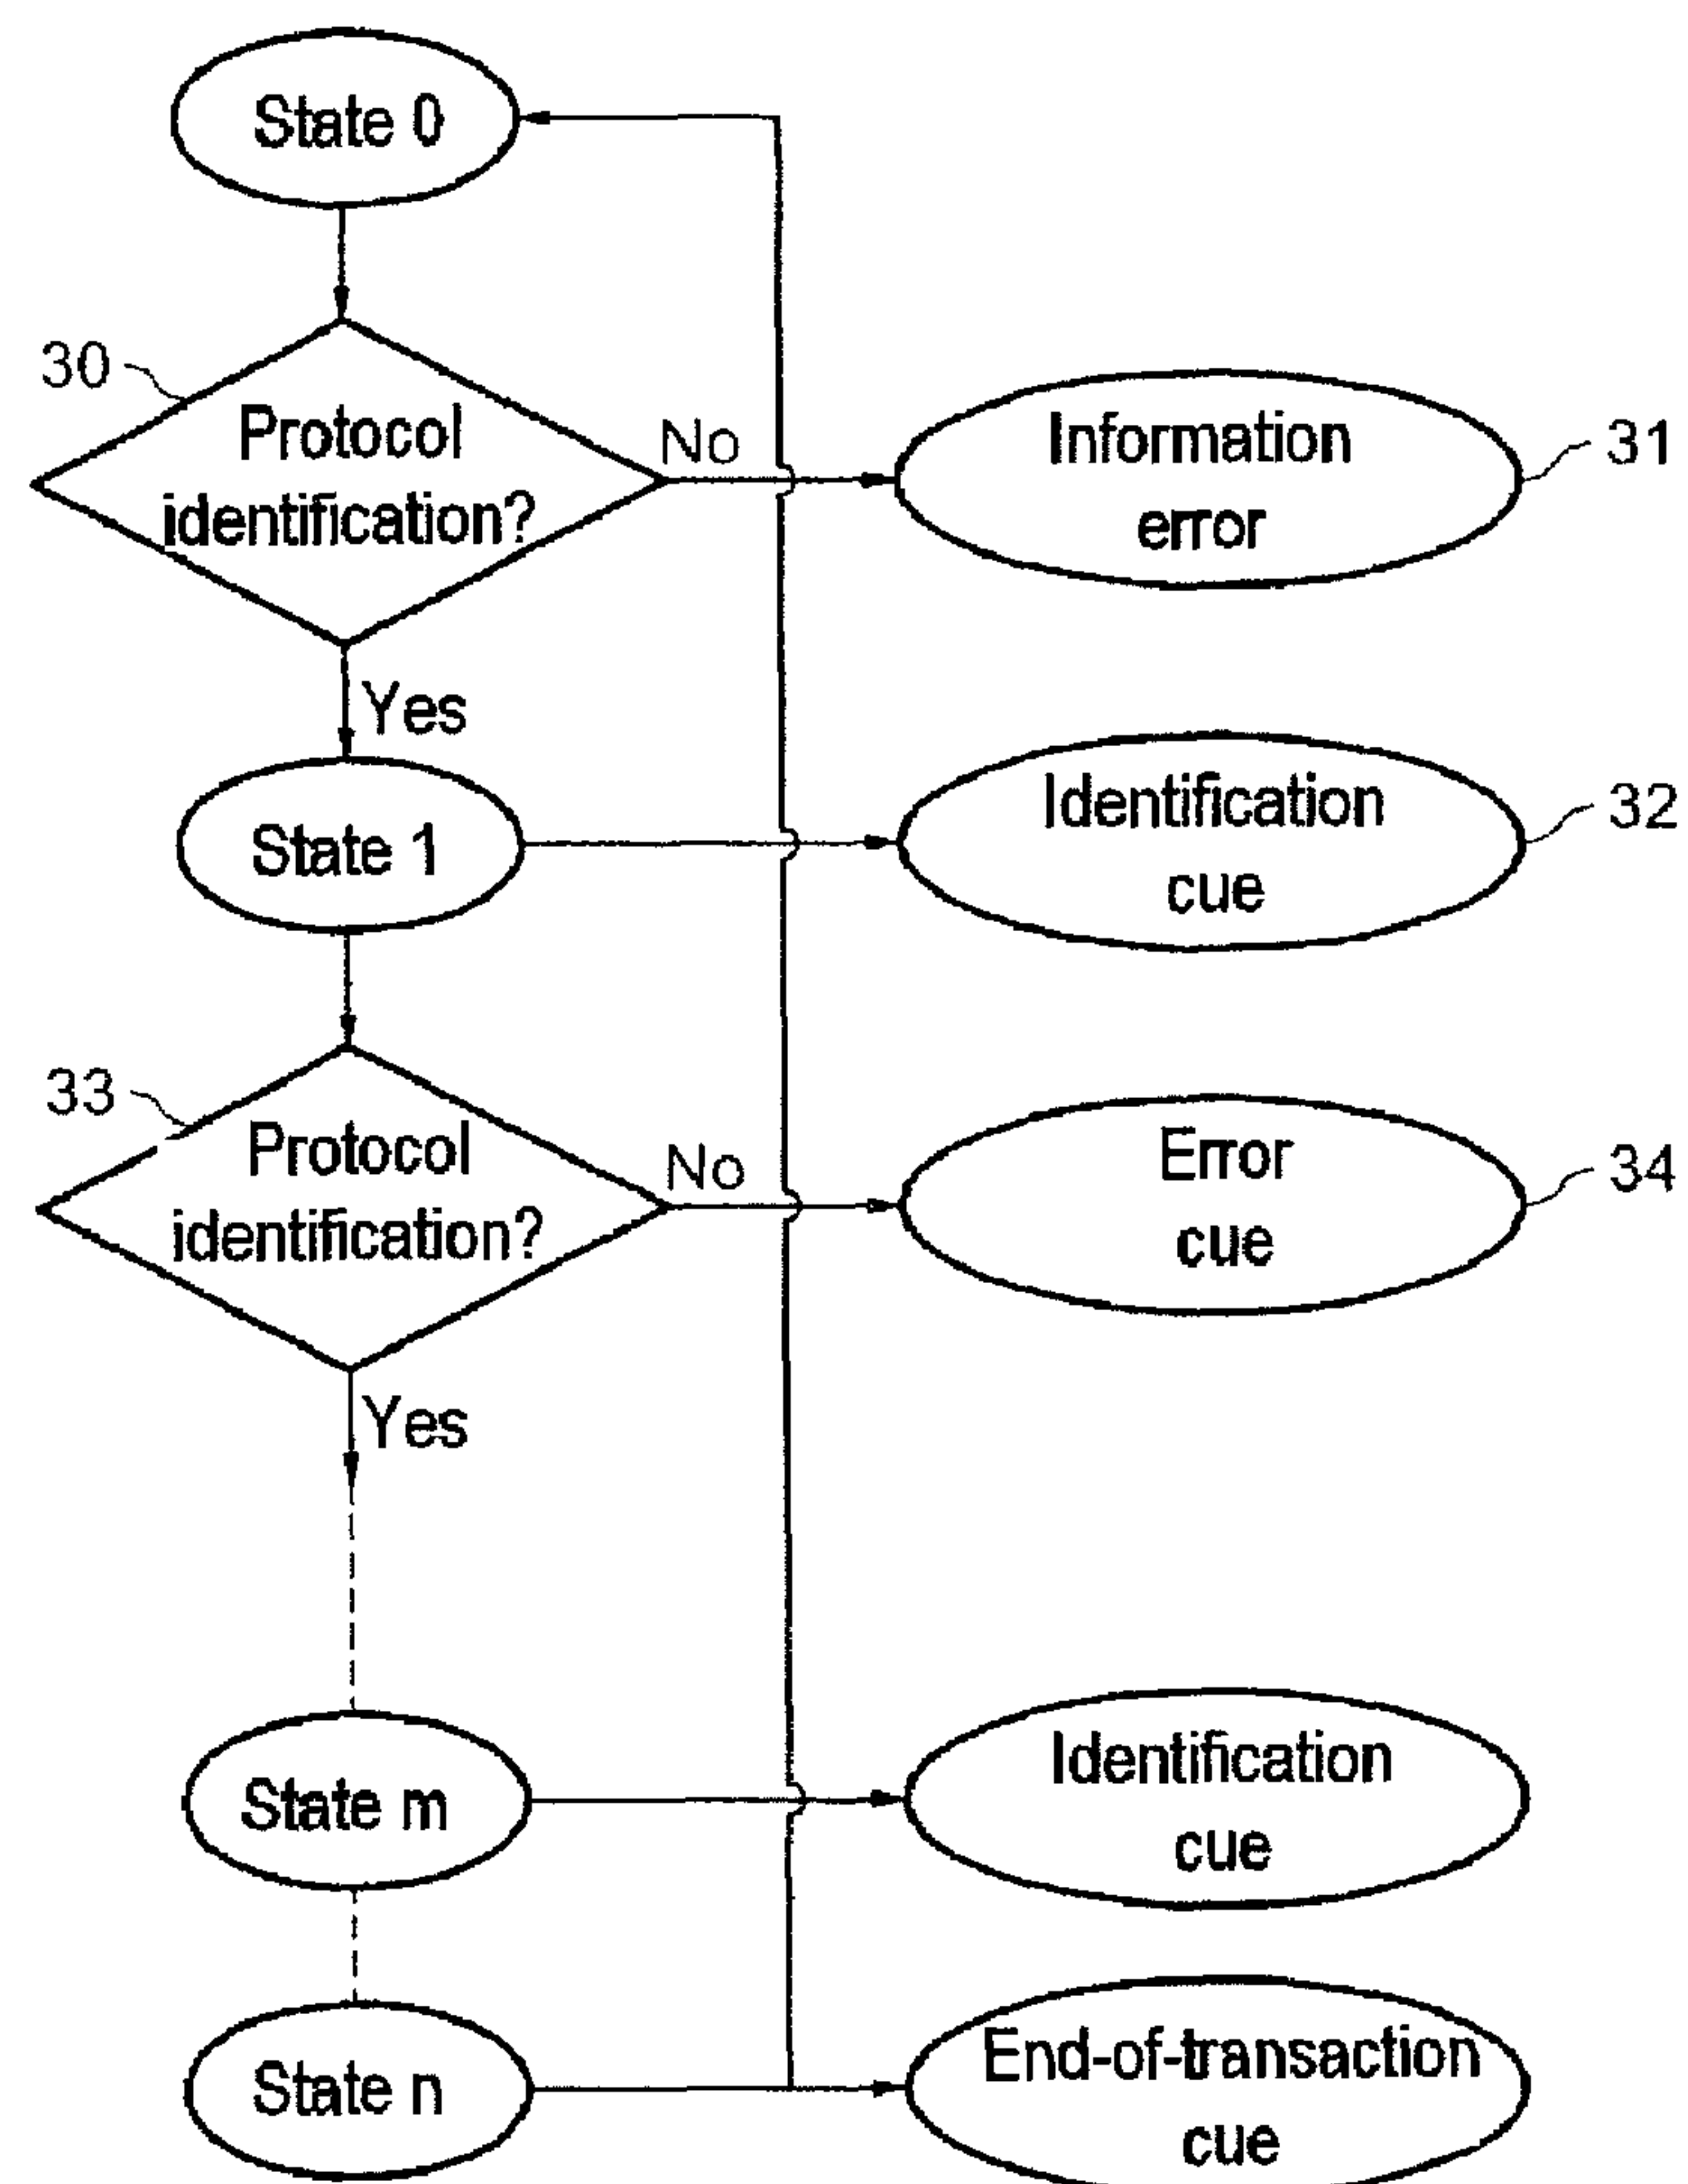 State 0
30
Protocol
identification?
No
Information
error
31
Yes
State 1
Identification
cue
32
33
Protocol
identification?
No
Error
cue
34
Yes
State m
Identification
cue
State n
End-of-transaction
cue